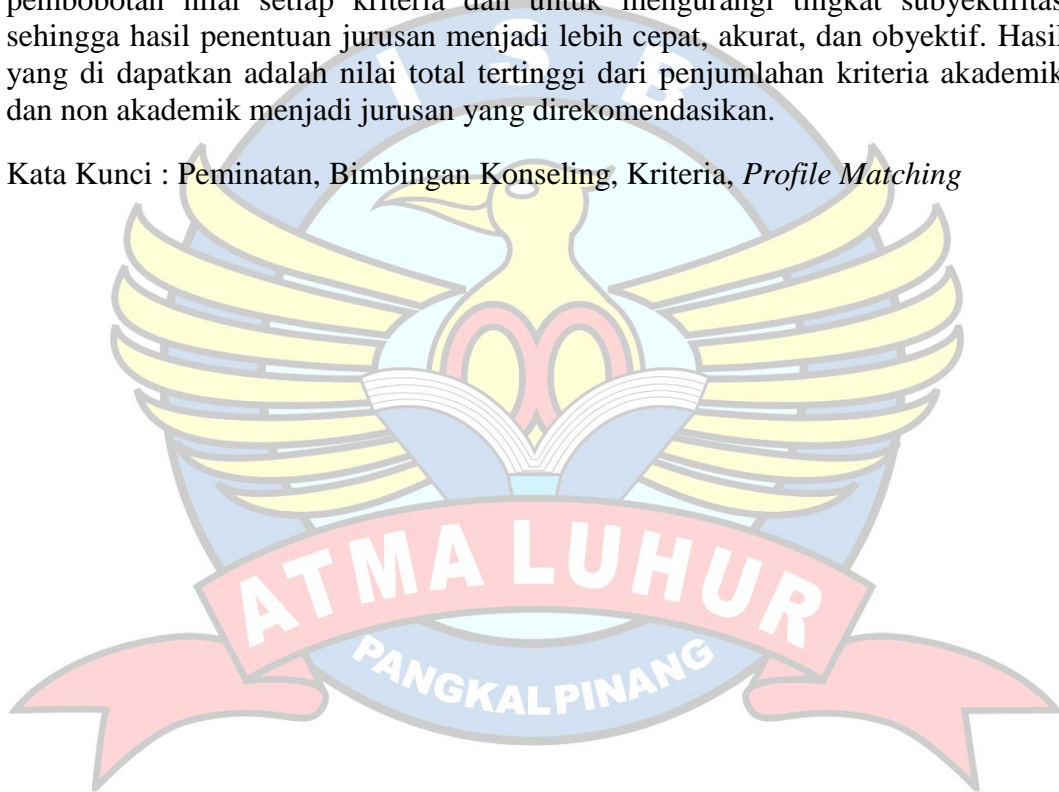 pembobotan nilai setiap kriteria dan untuk mengurangi tingkat subyektifitas
sehingga hasil penentuan jurusan menjadi lebih cepat, akurat, dan obyektif. Hasil
yang di dapatkan adalah nilai total tertinggi dari penjumlahan kriteria akademik
dan non akademik menjadi jurusan yang direkomendasikan.
Kata Kunci : Peminatan, Bimbingan Konseling, Kriteria, Profile Matching
I S B
ATMA LUHUR
PANGKALPINANG